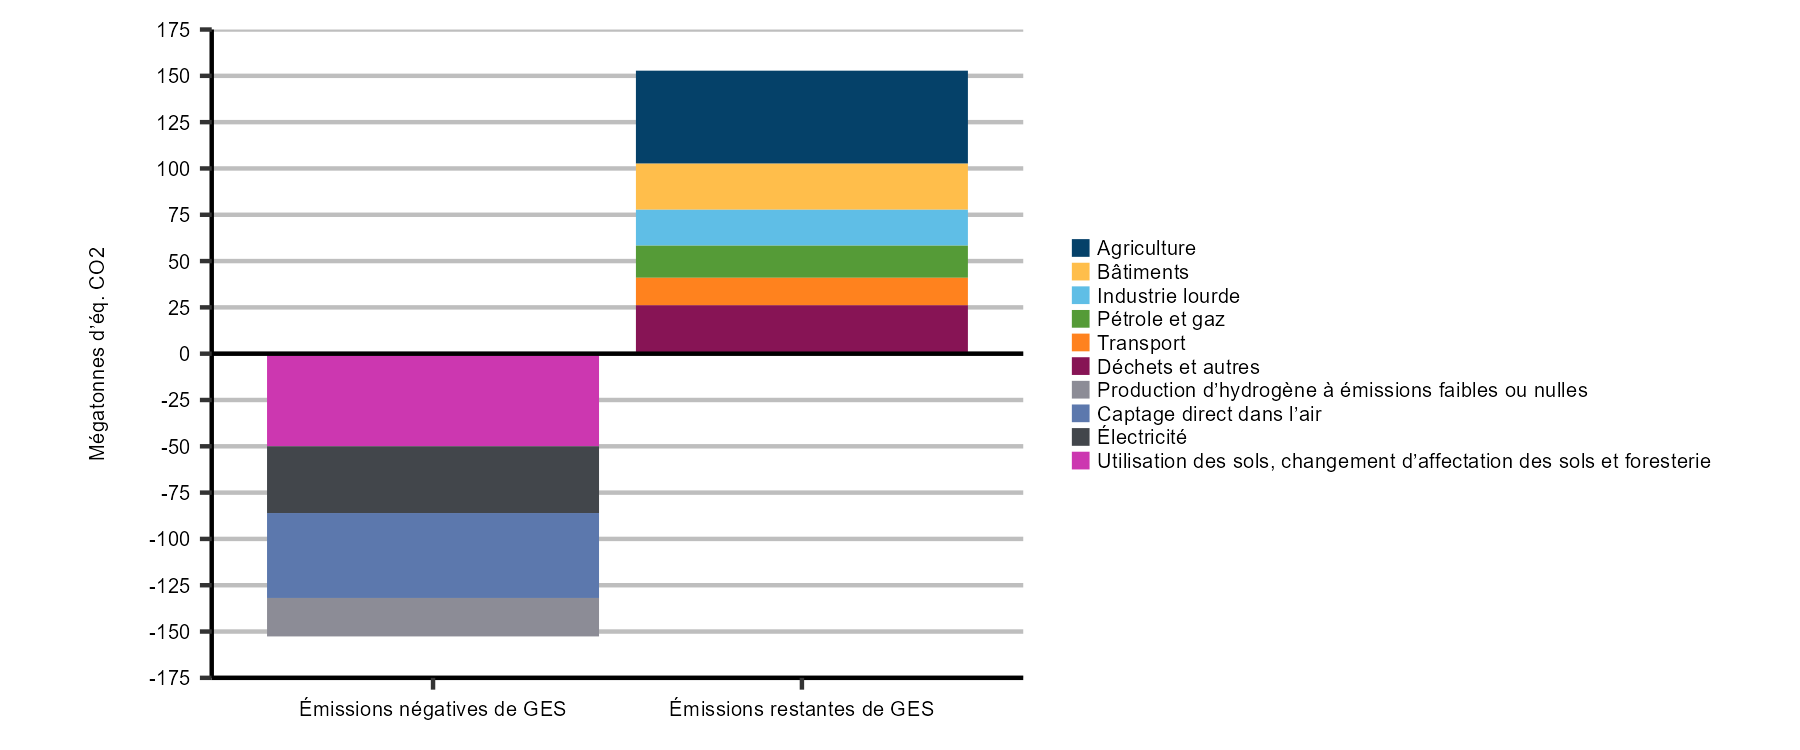 175
150
125
100
75
50
25
0
-25
-50
-75
-100
-125
-150
-175
Mégatonnes d’éq. CO2
Émissions négatives de GES
Émissions restantes de GES
Agriculture
Bâtiments
Industrie lourde
Pétrole et gaz
Transport
Déchets et autres
Production d’hydrogène à émissions faibles ou nulles
Captage direct dans l’air
Électricité
Utilisation des sols, changement d’affectation des sols et foresterie